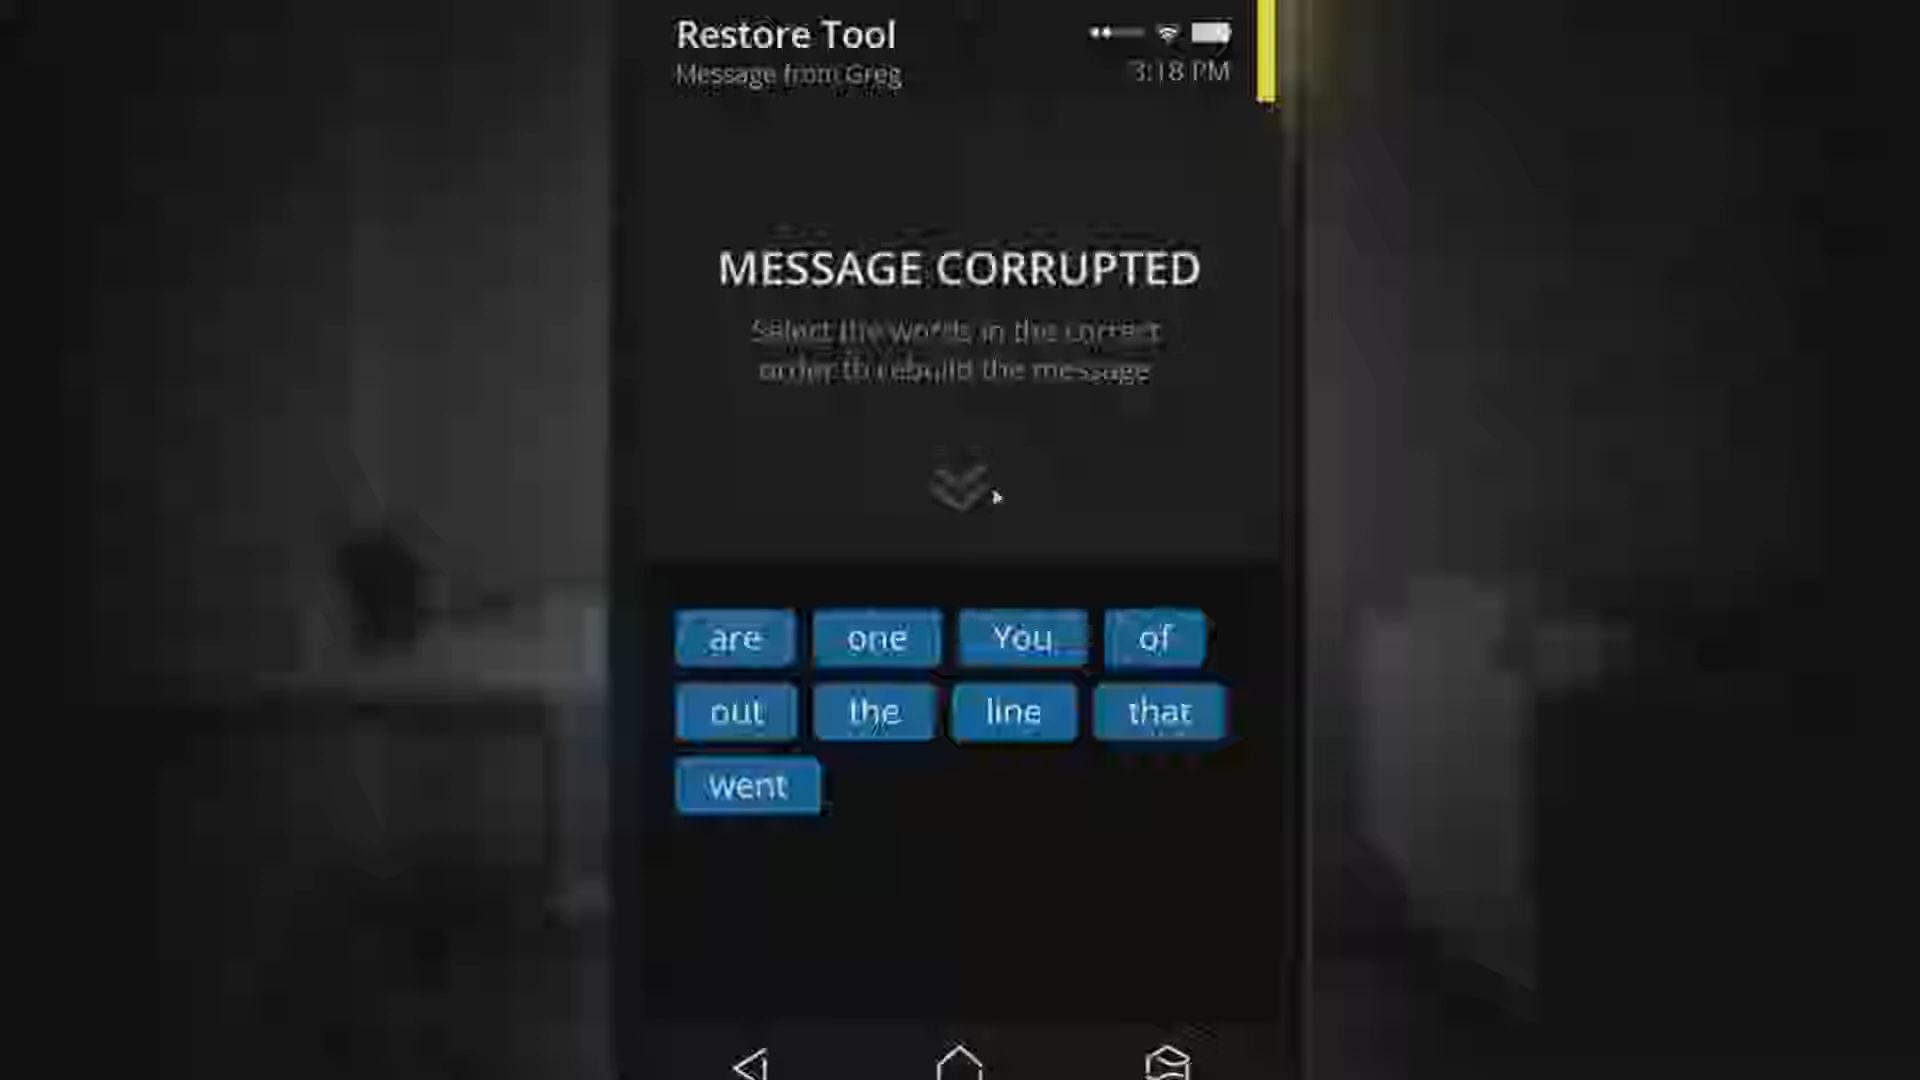 Restore Tool
Message from Greg
3:18 PM
MESSAGE CORRUPTED
Select the words in the correct
order to rebuild the message
are one You of
out the line that
went